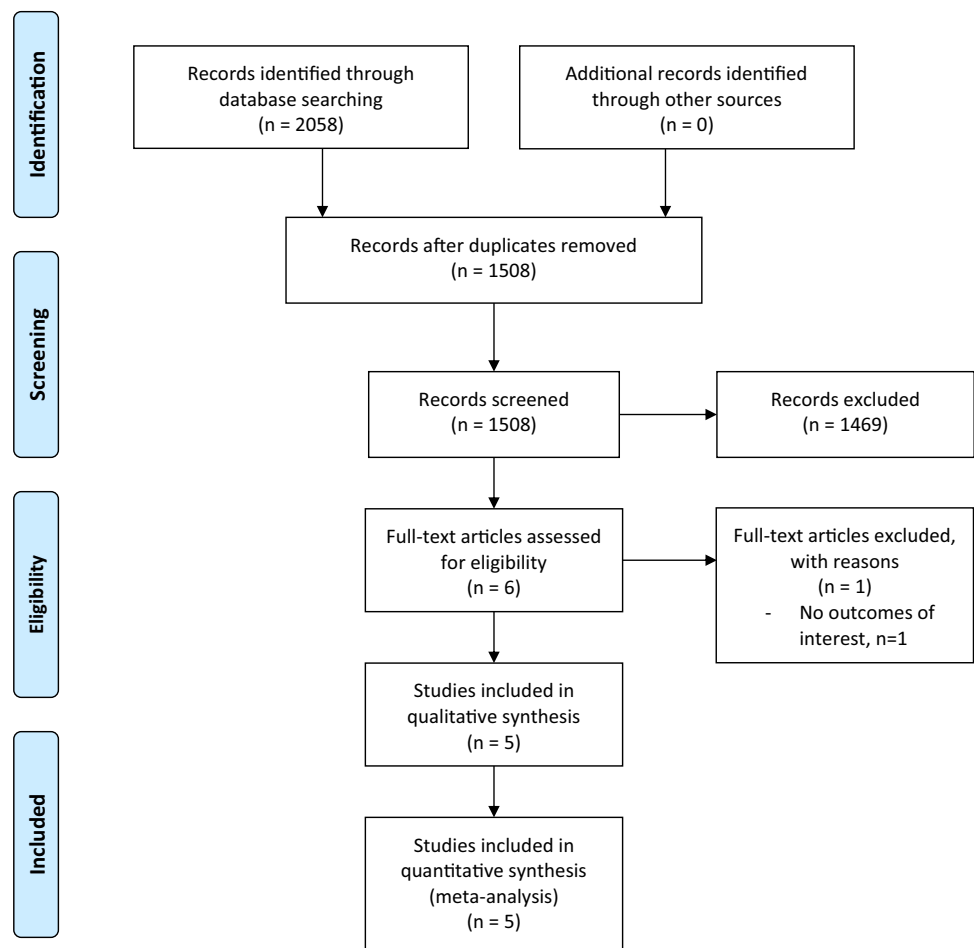 Identification
Records identified through
database searching
(n = 2058)
Additional records identified
through other sources
(n = 0)
Records after duplicates removed
(n = 1508)
Screening
Records screened
(n = 1508)
Records excluded
(n = 1469)
Eligibility
Full-text articles assessed
for eligibility
(n = 6)
Full-text articles excluded,
with reasons
(n = 1)
- No outcomes of
interest, n=1
Studies included in
qualitative synthesis
(n = 5)
Included
Studies included in
quantitative synthesis
(meta-analysis)
(n = 5)